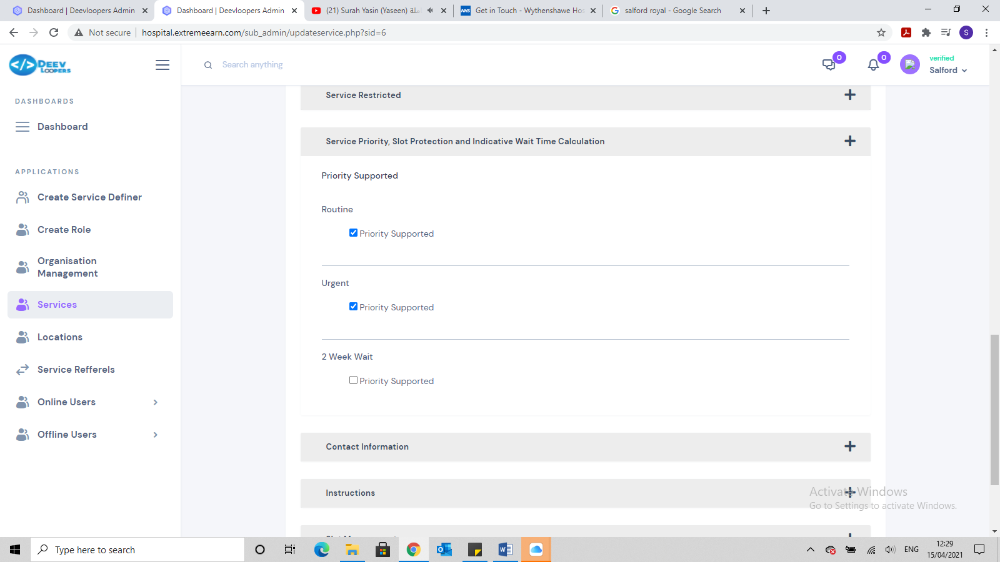 Dashboard | Deevloopers Admin
Dashboard | Deevloopers Admin
(21) Surah Yasin (Yaseen)
NHS
Get in Touch - Wythenshawe Hos
salford royal - Google Search
Not secure
hospital.extremeearn.com/sub_admin/updateservice.php?sid=6
S
DEEV
LOOPERS
Search anything
0
0
verified
Salford
DASHBOARDS
Dashboard
APPLICATIONS
Create Service Definer
Create Role
Organisation
Management
Services
Locations
Service Refferels
Online Users
Offline Users
Service Restricted
Service Priority, Slot Protection and Indicative Wait Time Calculation
Priority Supported
Routine
Priority Supported
Urgent
Priority Supported
2 Week Wait
Priority Supported
Contact Information
Instructions
Activate Windows
Go to Settings to activate Windows.
Type here to search
ENG
12:29
15/04/2021